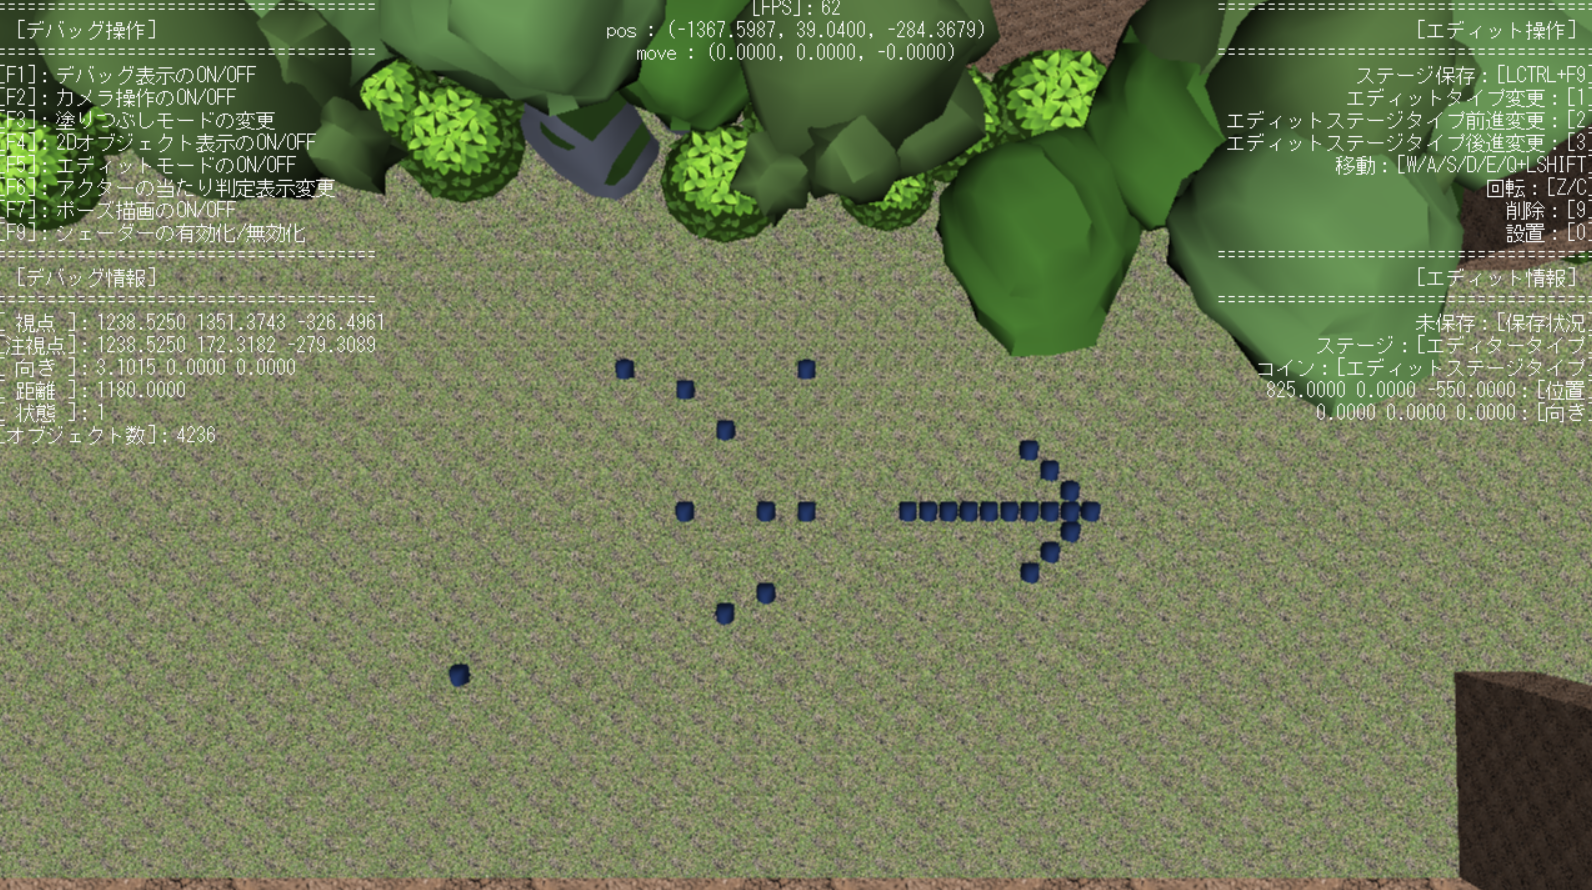 [デバッグ操作]
[F1]：デバッグ表示のON/OFF
[F2]：カメラ操作のON/OFF
[F3]：塗りつぶしモードの変更
[F4]：2Dオブジェクト表示のON/OFF
[F5]：エディットモードのON/OFF
[F6]：アクターの当たり判定表示変更
[F7]：ポーズ描画のON/OFF
[F9]：シェーダーの有効化/無効化
[デバッグ情報]
[ 視点 ]：1238.5250 1351.3743 -326.4961
[注視点]：1238.5250 172.3182 -279.3089
[ 向き ]：3.1015 0.0000 0.0000
[ 距離 ]：1180.0000
[ 状態 ]：1
[オブジェクト数]：4236
[FPS]：62
pos : (-1367.5987, 39.0400, -284.3679)
move : (0.0000, 0.0000, -0.0000)
[エディット操作]
ステージ保存：[LCTRL+F9]
エディットタイプ変更：[1]
エディットステージタイプ前進変更：[2]
エディットステージタイプ後進変更：[3]
移動：[W/A/S/D/E/Q+LSHIFT]
回転：[Z/C]
削除：[9]
設置：[0]
[エディット情報]
未保存：[保存状況]
ステージ：[エディタータイプ]
コイン：[エディットステージタイプ]
825.0000 0.0000 -550.0000：[位置]
0.0000 0.0000 0.0000：[向き]